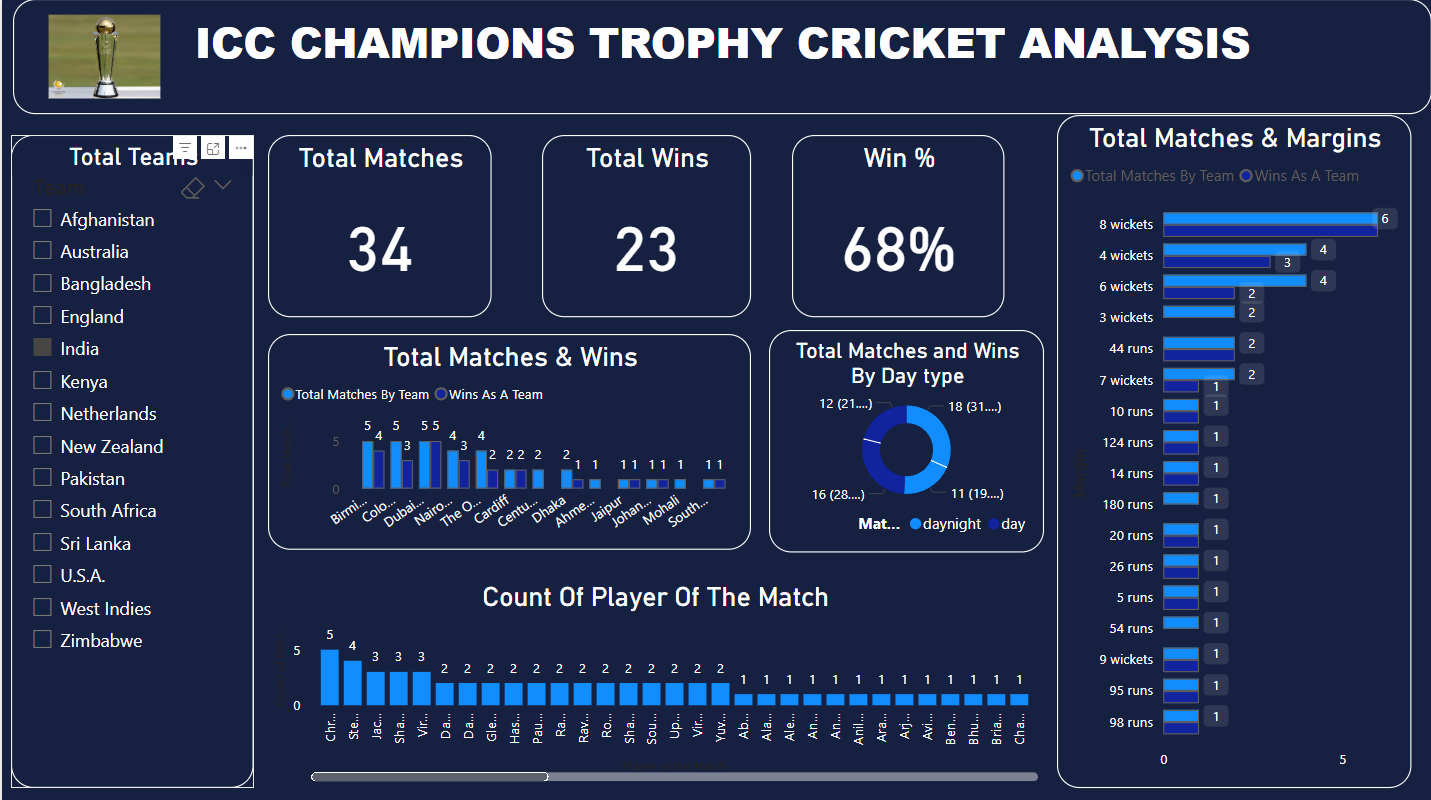 ICC CHAMPIONS TROPHY CRICKET ANALYSIS
Total Teams
Team
Afghanistan
Australia
Bangladesh
England
India
Kenya
Netherlands
New Zealand
Pakistan
South Africa
Sri Lanka
U.S.A.
West Indies
Zimbabwe
Total Matches
34
Total Wins
23
Win %
68%
Total Matches & Wins
Total Matches By Team Wins As A Team
5 4 5 3 5 5 4 3 4 2 2 2 2 2 1 1 1 1 1 1 1 1 1
5
0
Birmi... Colo... Dubai... Nairo... The O... Cardiff Centu... Dhaka Ahme... Jaipur Johan... Mohali South...
Total Matches and Wins
By Day type
12 (21....) 18 (31....)
16 (28....) 11 (19....)
Mat... daynight day
Count Of Player Of The Match
5 4 3 3 3 2 2 2 2 2 2 2 2 2 2 2 2 2 1 1 1 1 1 1 1 1 1 1 1 1 1
5
0
Chr... Ste... Jac... Sha... Vir... Da... Da... Gle... Has... Pau... Ra... Rav... Ro... Sha... Sou... Up... Vir... Yuv... Ab... Ala... Ale... An... An... Anil... Ara... Arj... Avi... Ben... Bhu... Bria... Cha...
Total Matches & Margins
Total Matches By Team Wins As A Team
8 wickets 6
4 wickets 4 3
6 wickets 4 2
3 wickets 2
44 runs 2
7 wickets 2 1
10 runs 1
124 runs 1
14 runs 1
180 runs 1
20 runs 1
26 runs 1
5 runs 1
54 runs 1
9 wickets 1
95 runs 1
98 runs 1
0 5